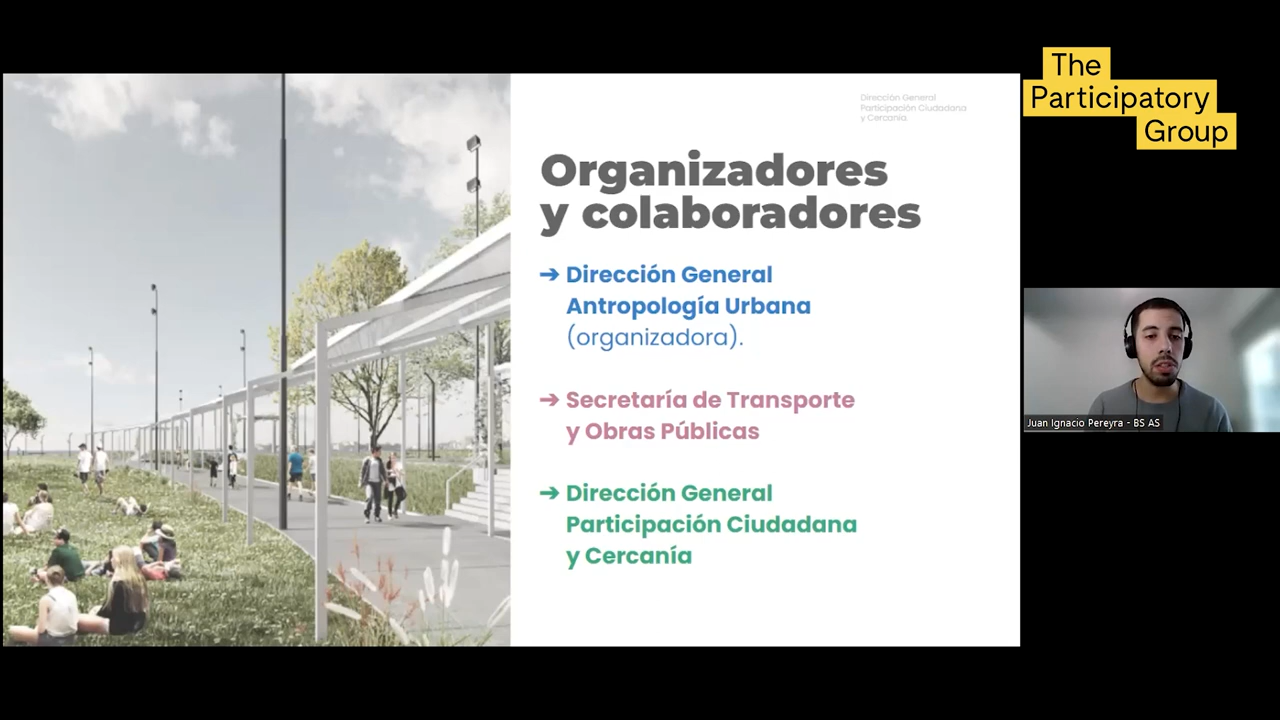 Dirección General
Participación Ciudadana
y Cercanía.
Organizadores
y colaboradores
➔ Dirección General
Antropología Urbana
(organizadora).
➔ Secretaría de Transporte
y Obras Públicas
➔ Dirección General
Participación Ciudadana
y Cercanía
The
Participatory
Group
Juan Ignacio Pereyra - BS AS